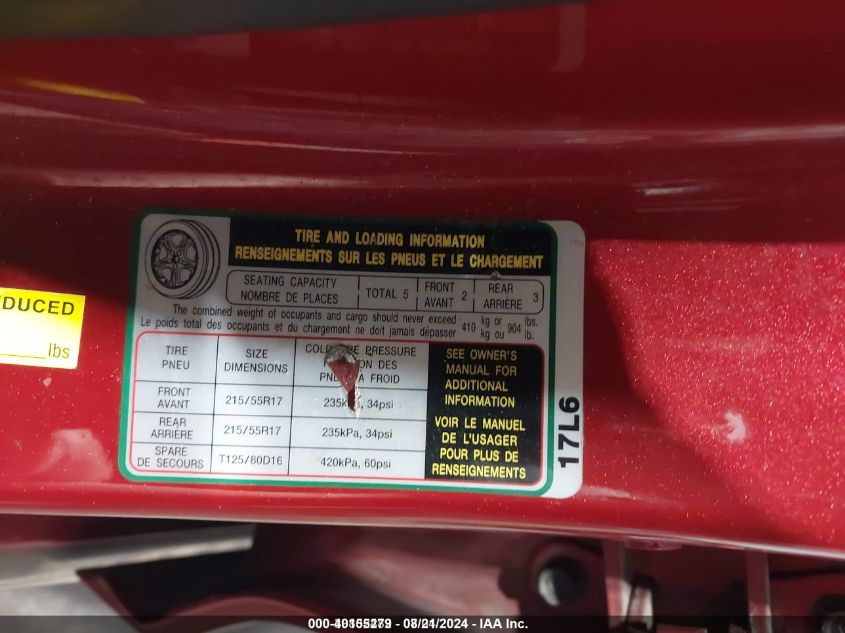 TIRE AND LOADING INFORMATION
RENSEIGNEMENTS SUR LES PNEUS ET LE CHARGEMENT
SEATING CAPACITY
NOMBRE DE PLACES
TOTAL 5
FRONT
AVANT 2
REAR
ARRIÈRE 3
The combined weight of occupants and cargo should never exceed 410 kg or 904 lbs.
Le poids total des occupants et du chargement ne doit jamais dépasser kg ou lb.
TIRE
PNEU
SIZE
DIMENSIONS
PRESSURE
DES
FROID
SEE OWNER'S
MANUAL FOR
ADDITIONAL
INFORMATION
FRONT
AVANT
215/55R17
34psi
REAR
ARRIÈRE
215/55R17
235kPa, 34psi
VOIR LE MANUEL
DE L'USAGER
POUR PLUS DE
RENSEIGNEMENTS
SPARE
DE SECOURS
T125/80D16
420kPa, 60psi
17L6
DUCED
lbs
/21/2024 - IAA Inc.